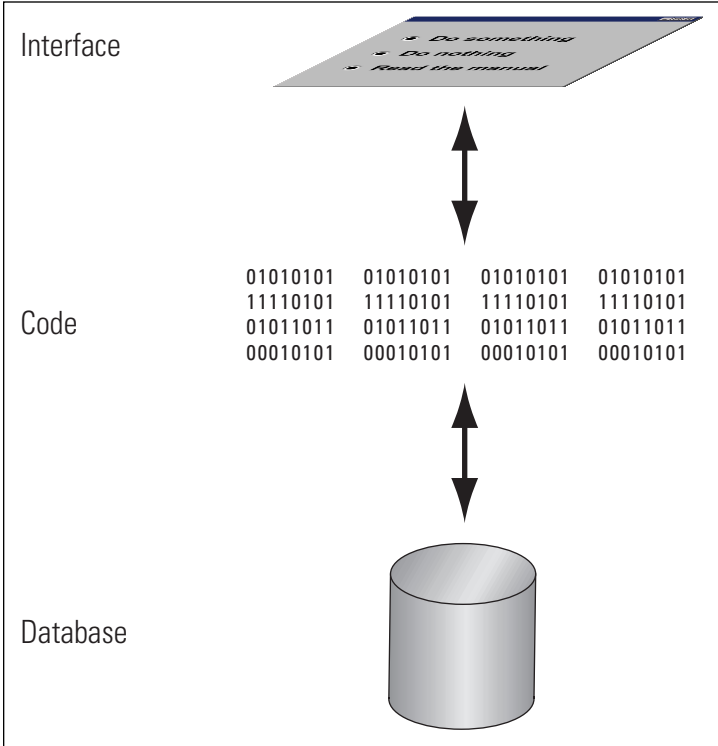 Interface
Do something
Do nothing
Read the manual
Code
01010101 01010101 01010101 01010101
11110101 11110101 11110101 11110101
01011011 01011011 01011011 01011011
00010101 00010101 00010101 00010101
Database